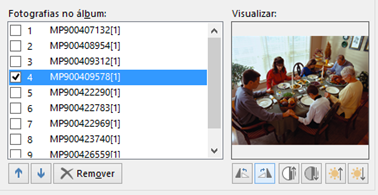 Fotografias no álbum:
Visualizar:
1 MP900407132[1]
2 MP900408954[1]
3 MP900409312[1]
4 MP900409578[1]
5 MP900422290[1]
6 MP900422783[1]
7 MP900422969[1]
8 MP900423740[1]
9 MP900426559[1]
Remover